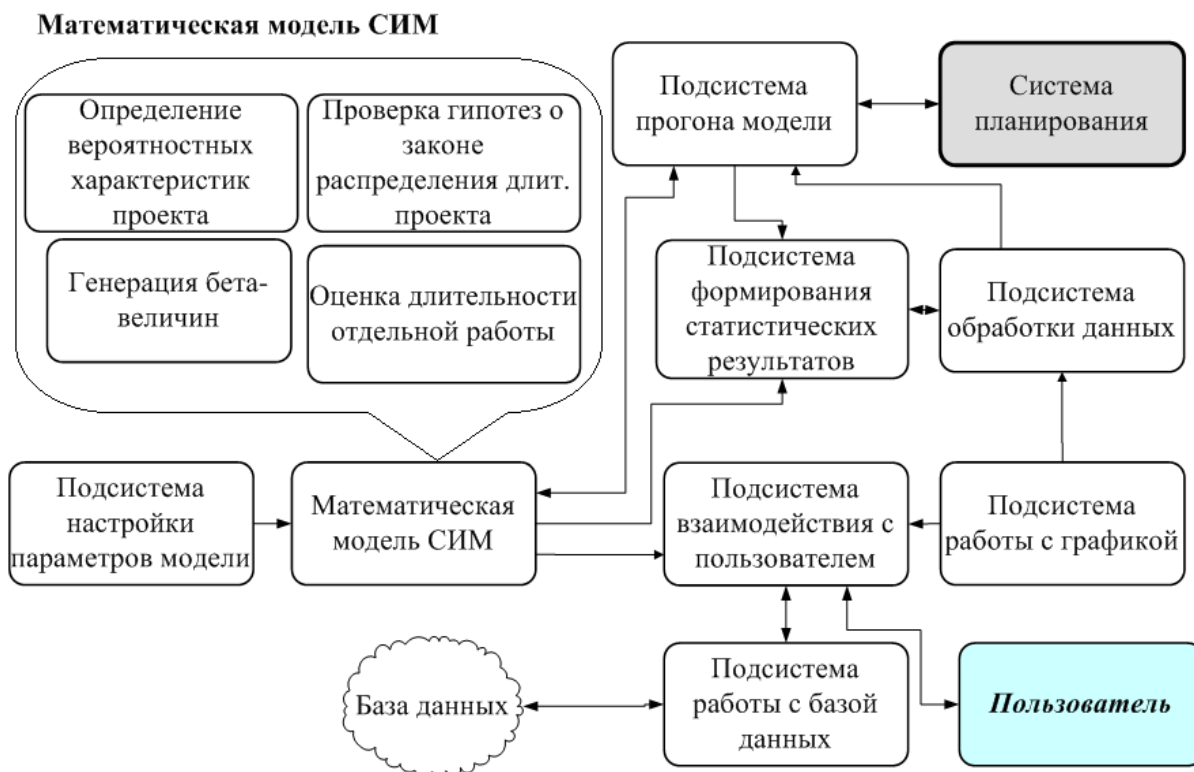 Математическая модель СИМ
Определение
вероятностных
характеристик
проекта
Проверка гипотез о
законе
распределения длит.
проекта
Генерация бета-
величин
Оценка длительности
отдельной работы
Подсистема
прогона модели
Система
планирования
Подсистема
формирования
статистических
результатов
Подсистема
обработки данных
Подсистема
настройки
параметров модели
Математическая
модель СИМ
Подсистема
взаимодействия с
пользователем
Подсистема
работы с графикой
База данных
Подсистема
работы с базой
данных
Пользователь